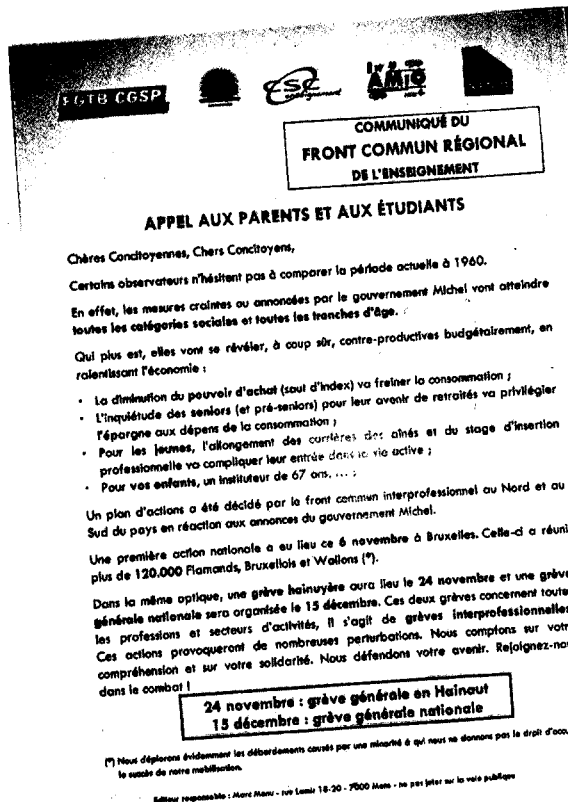 FGTB CGSP
CSC
enseignement
COMMUNIQUÉ DU
FRONT COMMUN RÉGIONAL
DE L'ENSEIGNEMENT
APPEL AUX PARENTS ET AUX ÉTUDIANTS
Chères Concitoyennes, Chers Concitoyens,
Certains observateurs n'hésitent pas à comparer la période actuelle à 1960.
En effet, les mesures craintes ou annoncées par le gouvernement Michel vont atteindre
toutes les catégories sociales et toutes les tranches d'âge.
Qui plus est, elles vont se révéler, à coup sûr, contre-productives budgétairement, en
ralentissant l'économie :
- La diminution du pouvoir d'achat (saut d'index) va freiner la consommation ;
- L'inquiétude des seniors (et pré-seniors) pour leur avenir de retraités va privilégier
l'épargne aux dépens de la consommation ;
- Pour les jeunes, l'allongement des carrières des aînés et du stage d'insertion
professionnelle va compliquer leur entrée dans la vie active ;
- Pour vos enfants, un instituteur de 67 ans, ... ;
Un plan d'actions a été décidé par le front commun interprofessionnel au Nord et au
Sud du pays en réaction aux annonces du gouvernement Michel.
Une première action nationale a eu lieu ce 6 novembre à Bruxelles. Celle-ci a réuni
plus de 120.000 Flamands, Bruxellois et Wallons (*).
Dans la même optique, une grève hainuyère aura lieu le 24 novembre et une grève
générale nationale sera organisée le 15 décembre. Ces deux grèves concernent toute
les professions et secteurs d'activités, il s'agit de grèves interprofessionnelles
Ces actions provoqueront de nombreuses perturbations. Nous comptons sur votr
compréhension et sur votre solidarité. Nous défendons votre avenir. Rejoignez-nou
dans le combat !
24 novembre : grève générale en Hainaut
15 décembre : grève générale nationale
(*) Nous déplorons évidemment les débordements causés par une minorité à qui nous ne donnons pas le droit d'occu
le succès de notre mobilisation.
Editeur responsable : Marc Manu - rue Lamir 18-20 - 7000 Mons - ne pas jeter sur la voie publique